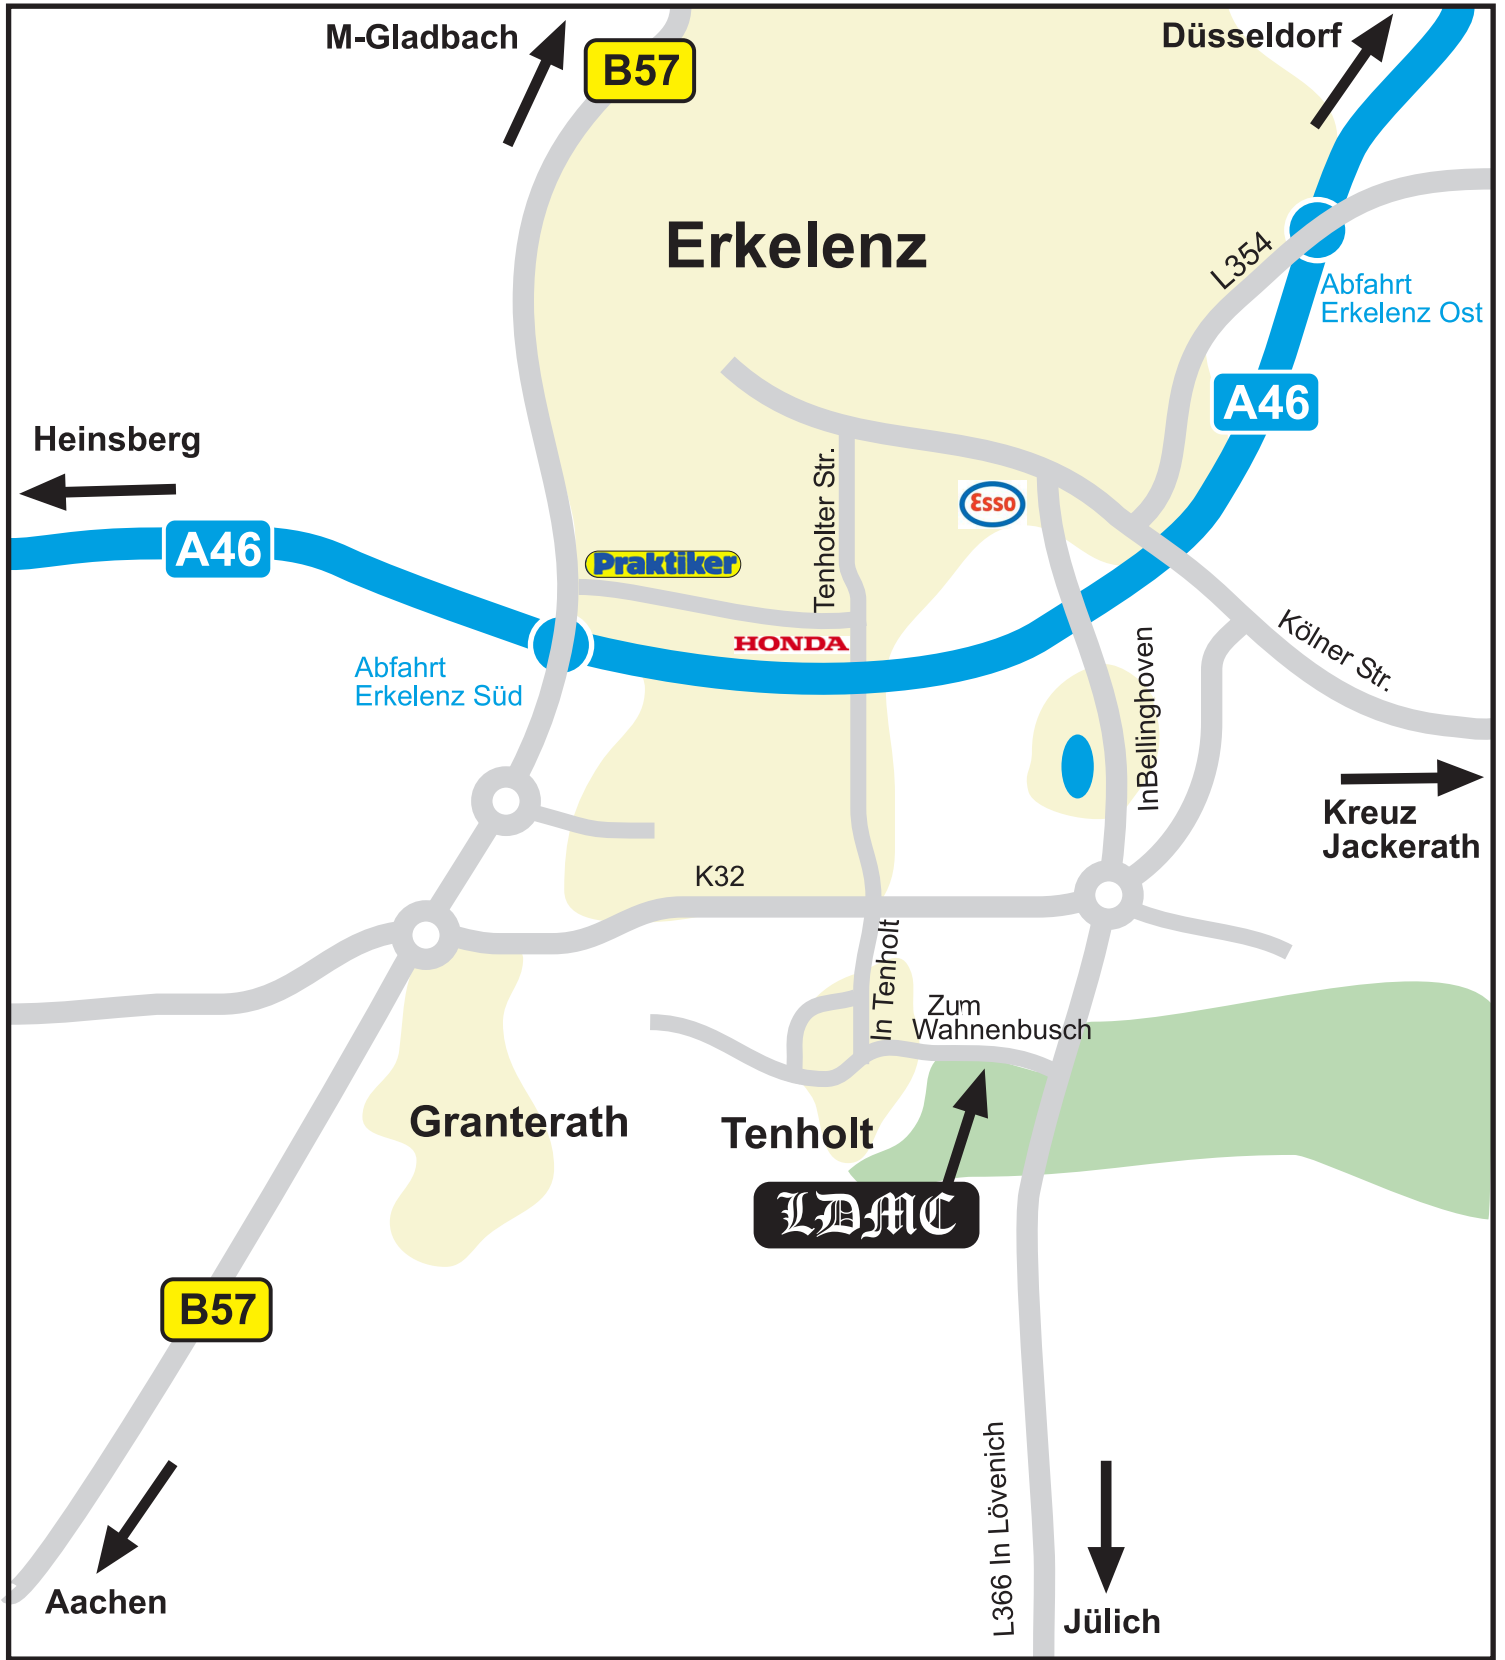 M-Gladbach
B57
Düsseldorf
Erkelenz
L354
Abfahrt
Erkelenz Ost
A46
Heinsberg
A46
Tenholter Str.
Esso
Praktiker
HONDA
Abfahrt
Erkelenz Süd
InBellinghoven
Kölner Str.
Kreuz
Jackerath
K32
In Tenholt
Zum
Wahnenbusch
Granterath
Tenholt
LDMC
B57
Aachen
L366 In Lövenich
Jülich